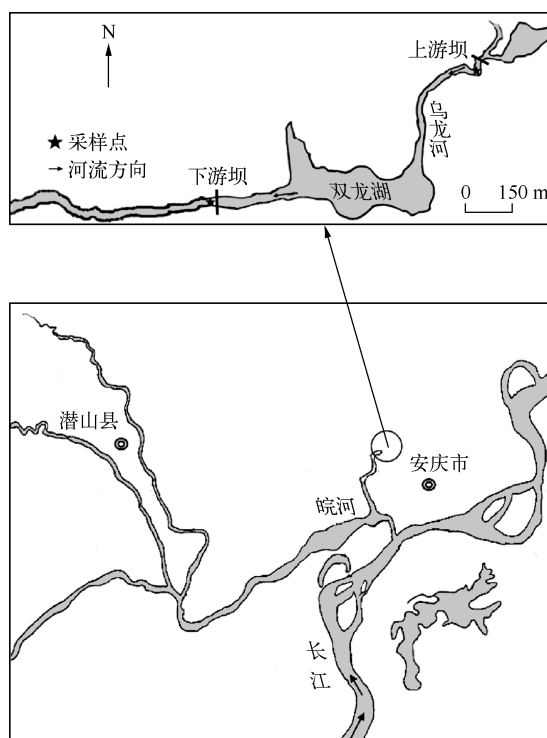 N
上游坝
乌龙河
★ 采样点
→ 河流方向
下游坝
双龙湖
0 150 m
潜山县
安庆市
皖河
长江